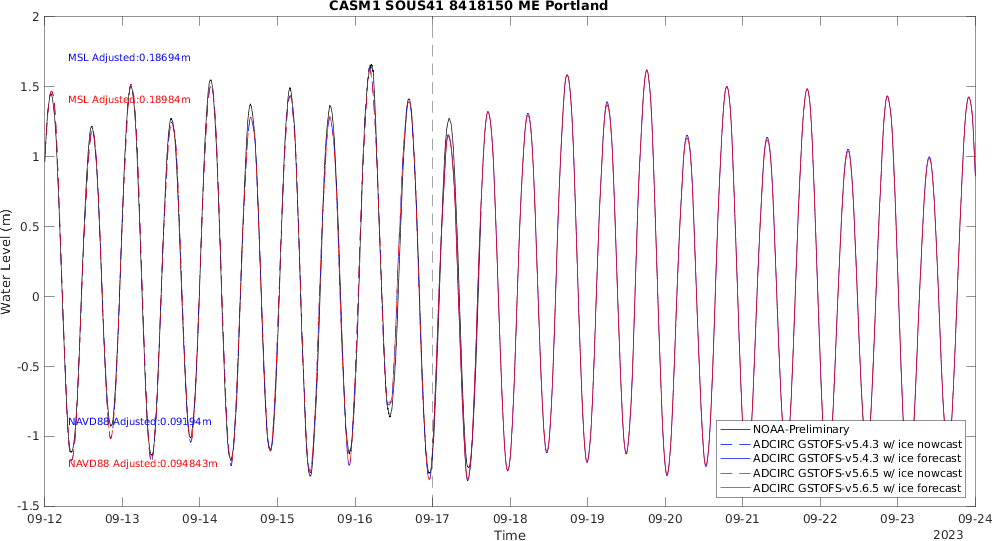 CASM1 SOUS41 8418150 ME Portland
2
MSL Adjusted:0.18694m
1.5
MSL Adjusted:0.18984m
1
0.5
Water Level (m)
0
-0.5
NAVD88 Adjusted:0.09194m
-1
NAVD88 Adjusted:0.094843m
NOAA-Preliminary
ADCIRC GSTOFS-v5.4.3 w/ ice nowcast
ADCIRC GSTOFS-v5.4.3 w/ ice forecast
ADCIRC GSTOFS-v5.6.5 w/ ice nowcast
ADCIRC GSTOFS-v5.6.5 w/ ice forecast
-1.5
09-12 09-13 09-14 09-15 09-16 09-17 09-18 09-19 09-20 09-21 09-22 09-23 09-24
Time
2023